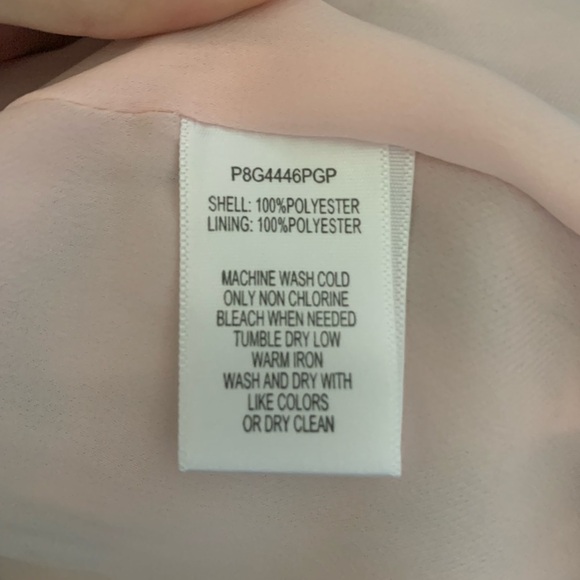 P8G4446PGP
SHELL: 100%POLYESTER
LINING: 100%POLYESTER
MACHINE WASH COLD
ONLY NON CHLORINE
BLEACH WHEN NEEDED
TUMBLE DRY LOW
WARM IRON
WASH AND DRY WITH
LIKE COLORS
OR DRY CLEAN